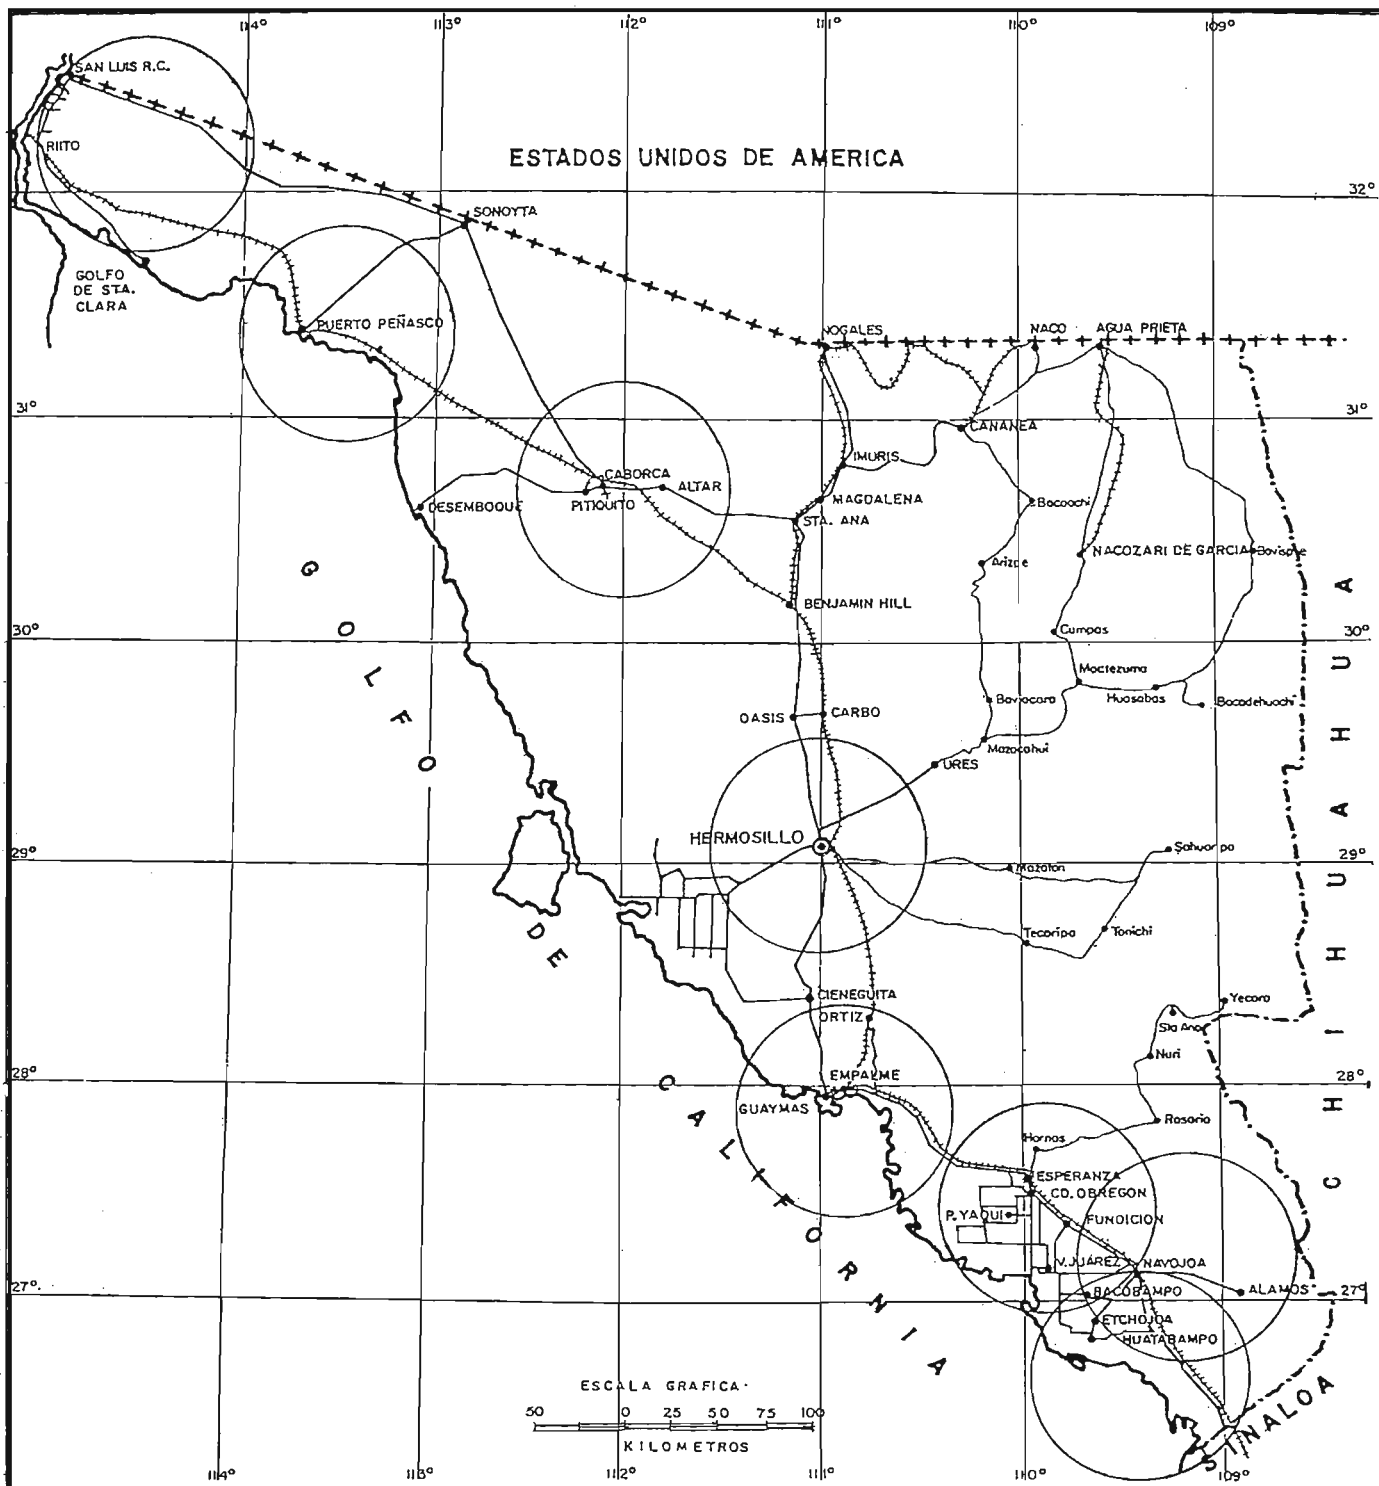 114°
113°
112°
111°
110°
109°
SAN LUIS R.C.
RIITO
ESTADOS UNIDOS DE AMERICA
32°
SONOYTA
GOLFO
DE STA.
CLARA
PUERTO PEÑASCO
NOGALES
NACO
AGUA PRIETA
31°
31°
CANANEA
IMURIS
CABORCA
ALTAR
PITIQUITO
DESEMBOQUE
MAGDALENA
STA. ANA
Bacoachi
NACOZARI DE GARCIA
Bavispe
Arizpe
BENJAMIN HILL
30°
Cumpas
30°
Moctezuma
Huasabas
Bacadehuachi
Baviacora
OASIS
CARBO
Mazocahui
URES
HERMOSILLO
29°
Sahuaripa
29°
Mazatan
Tecoripa
Tonichi
CIENEGUITA
ORTIZ
Yecora
Sta Ana
Nuri
28°
EMPALME
28°
GUAYMAS
Rosario
Hornos
ESPERANZA
CD. OBREGON
P. YAQUI
FUNDICION
V. JUÁREZ
NAVOJOA
27°
BACOBAMPO
ALAMOS
27°
ETCHOJOA
HUATABAMPO
GOLFO DE CALIFORNIA
CHIHUAHUA
SINALOA
ESCALA GRAFICA
50 0 25 50 75 100
KILOMETROS
114°
113°
112°
111°
110°
109°